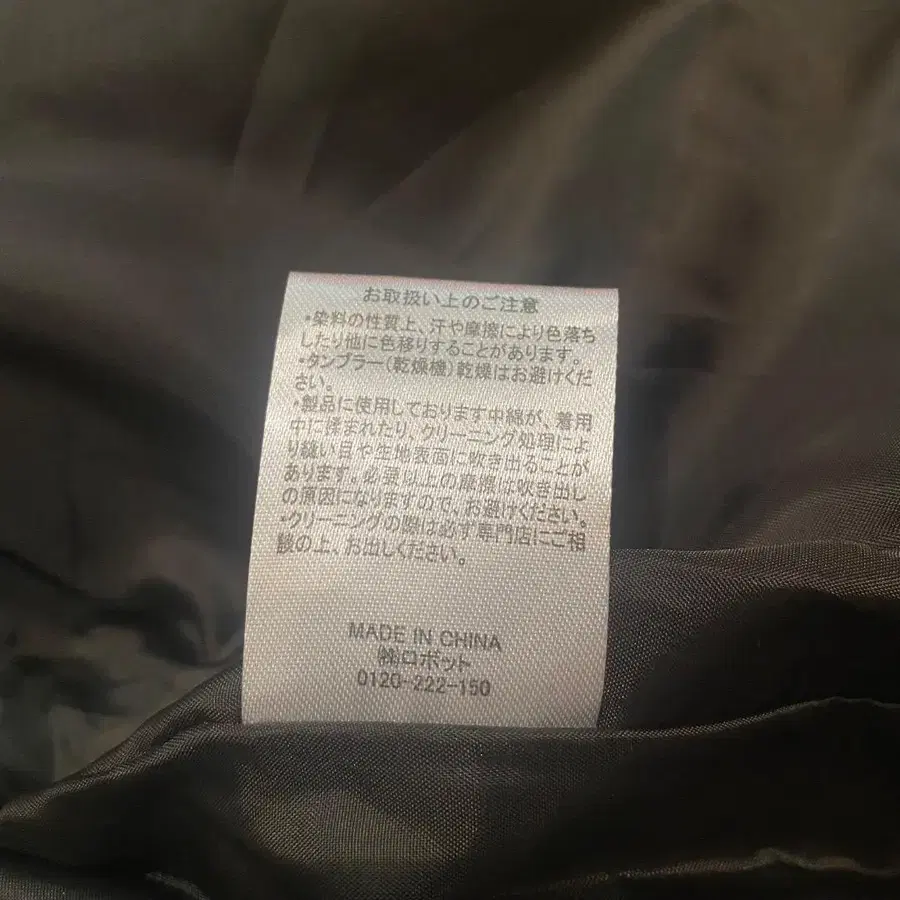 お取扱い上のご注意
・染料の性質上、汗や摩擦により色落ち
したり他に色移りすることがあります。
・タンブラー(乾燥機)乾燥はお避けくだ
さい。
・製品に使用しております中綿が、着用
中に揉まれたり、クリーニング処理によ
り縫い目や生地表面に吹き出ることが
あります。必要以上の摩擦は吹き出し
の原因になりますので、お避けください。
・クリーニングの際は必ず専門店にご相
談の上、お出しください。
MADE IN CHINA
㈱ロボット
0120-222-150